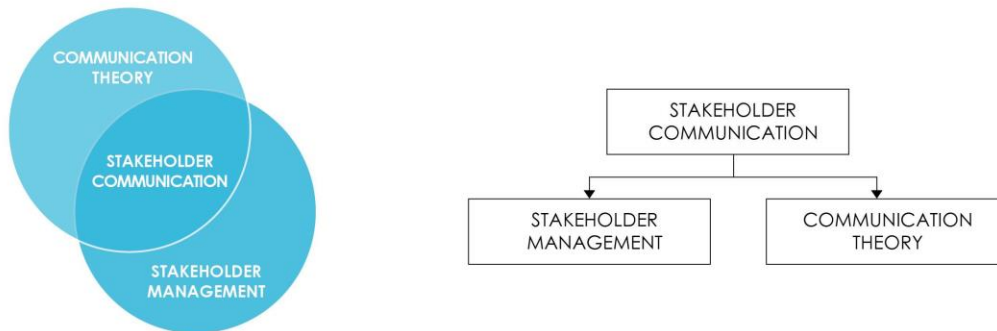 COMMUNICATION
THEORY
STAKEHOLDER
COMMUNICATION
STAKEHOLDER
MANAGEMENT
STAKEHOLDER
COMMUNICATION
STAKEHOLDER
MANAGEMENT
COMMUNICATION
THEORY